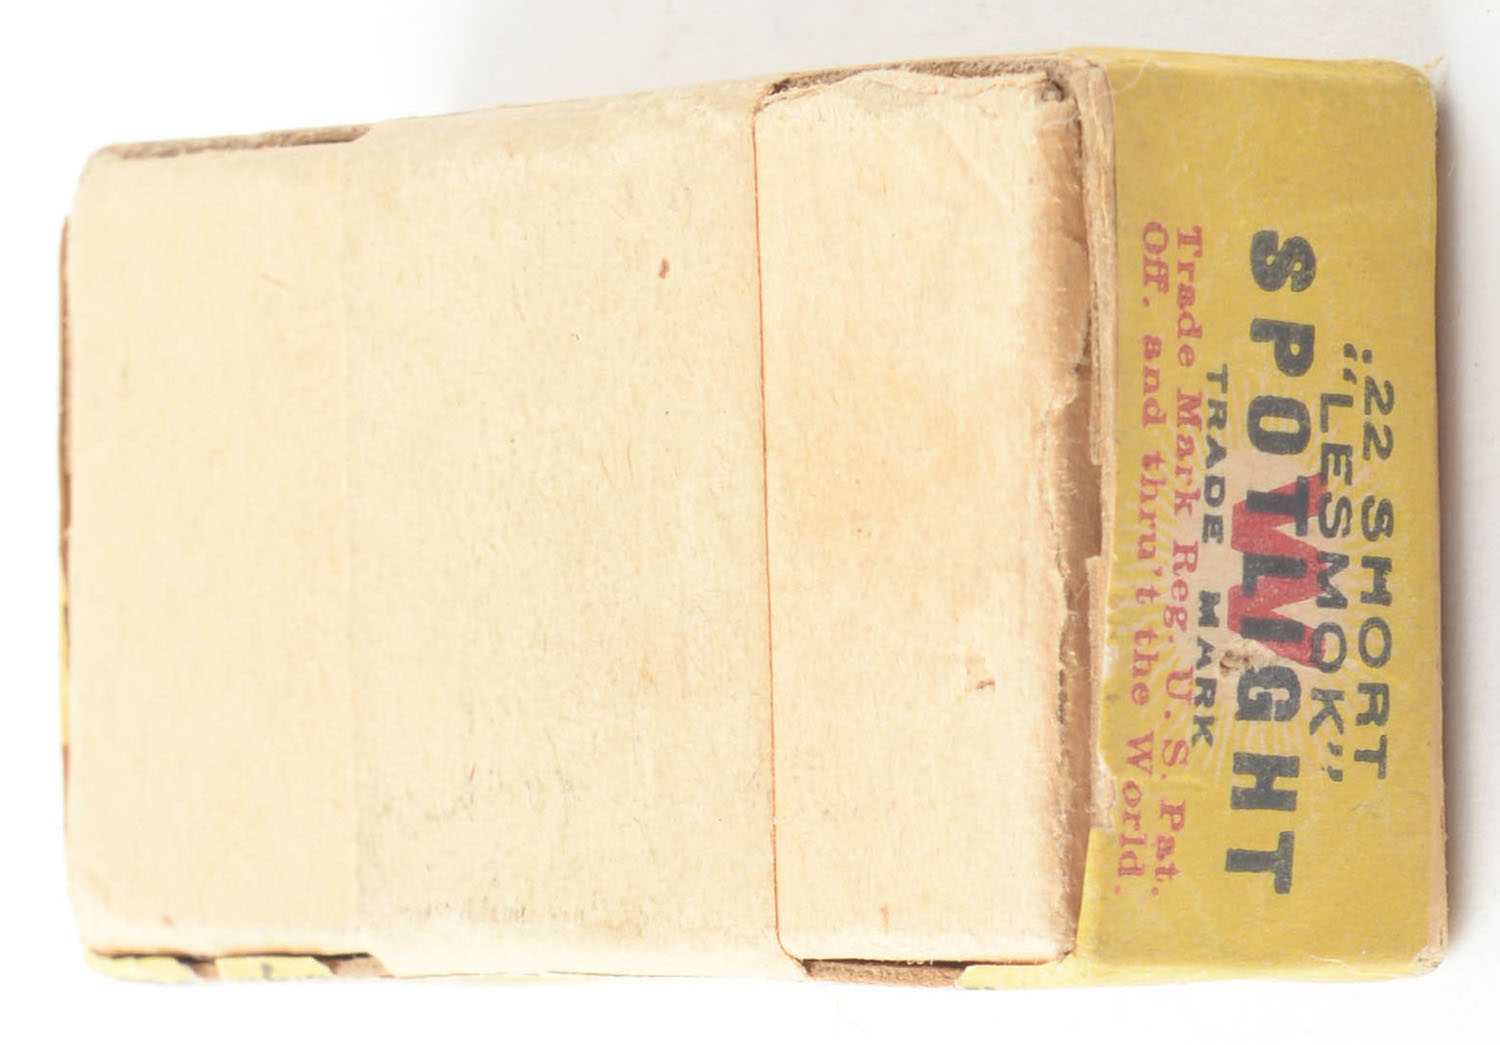 .22 SHORT
"LESMOK"
W
SPOTLIGHT
TRADE MARK
Trade Mark Reg. U.S. Pat.
Off. and thru't the World.